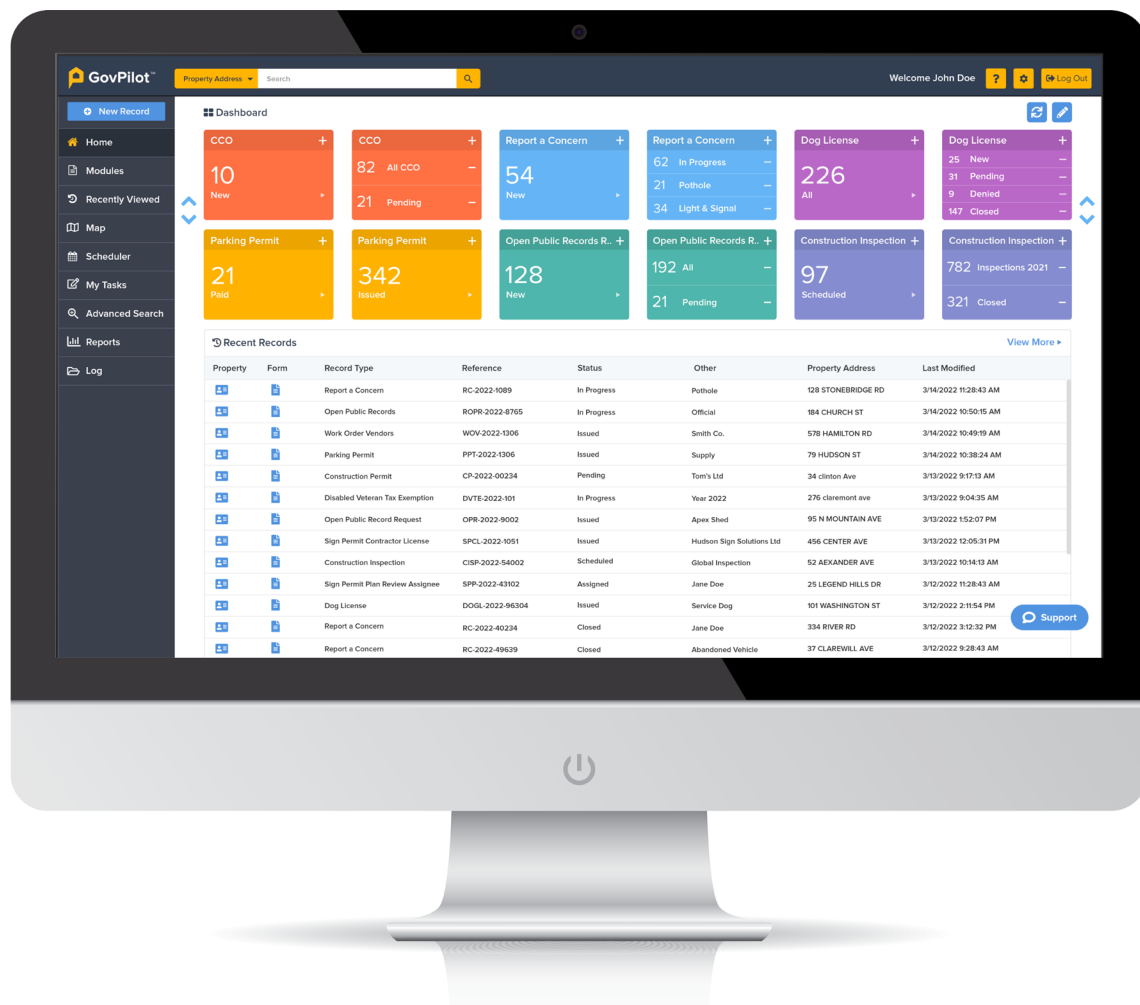 GovPilot™
Property Address
Search
Welcome John Doe
?
Log Out
New Record
Home
Modules
Recently Viewed
Map
Scheduler
My Tasks
Advanced Search
Reports
Log
Dashboard
CCO +
10
New
CCO +
82 All CCO –
21 Pending –
Report a Concern +
54
New
Report a Concern +
62 In Progress –
21 Pothole –
34 Light & Signal –
Dog License +
226
All
Dog License +
25 New –
31 Pending –
9 Denied –
147 Closed –
Parking Permit +
21
Paid
Parking Permit +
342
Issued
Open Public Records R.. +
128
New
Open Public Records R.. +
192 All –
21 Pending –
Construction Inspection +
97
Scheduled
Construction Inspection +
782 Inspections 2021 –
321 Closed –
Recent Records
View More
Property Form Record Type Reference Status Other Property Address Last Modified
Report a Concern RC-2022-1089 In Progress Pothole 128 STONEBRIDGE RD 3/14/2022 11:28:43 AM
Open Public Records ROPR-2022-8765 In Progress Official 184 CHURCH ST 3/14/2022 10:50:15 AM
Work Order Vendors WOV-2022-1306 Issued Smith Co. 578 HAMILTON RD 3/14/2022 10:49:19 AM
Parking Permit PPT-2022-1306 Issued Supply 79 HUDSON ST 3/14/2022 10:38:24 AM
Construction Permit CP-2022-00234 Pending Tom's Ltd 34 clinton Ave 3/13/2022 9:17:13 AM
Disabled Veteran Tax Exemption DVTE-2022-101 In Progress Year 2022 276 claremont ave 3/13/2022 9:04:35 AM
Open Public Record Request OPR-2022-9002 Issued Apex Shed 95 N MOUNTAIN AVE 3/13/2022 1:52:07 PM
Sign Permit Contractor License SPCL-2022-1051 Issued Hudson Sign Solutions Ltd 456 CENTER AVE 3/13/2022 12:05:31 PM
Construction Inspection CISP-2022-54002 Scheduled Global Inspection 52 AEXANDER AVE 3/13/2022 10:14:13 AM
Sign Permit Plan Review Assignee SPP-2022-43102 Assigned Jane Doe 25 LEGEND HILLS DR 3/12/2022 11:28:43 AM
Dog License DOGL-2022-96304 Issued Service Dog 101 WASHINGTON ST 3/12/2022 2:11:54 PM
Report a Concern RC-2022-40234 Closed Jane Doe 334 RIVER RD 3/12/2022 3:12:32 PM
Report a Concern RC-2022-49639 Closed Abandoned Vehicle 37 CLAREWILL AVE 3/12/2022 9:28:43 AM
Support